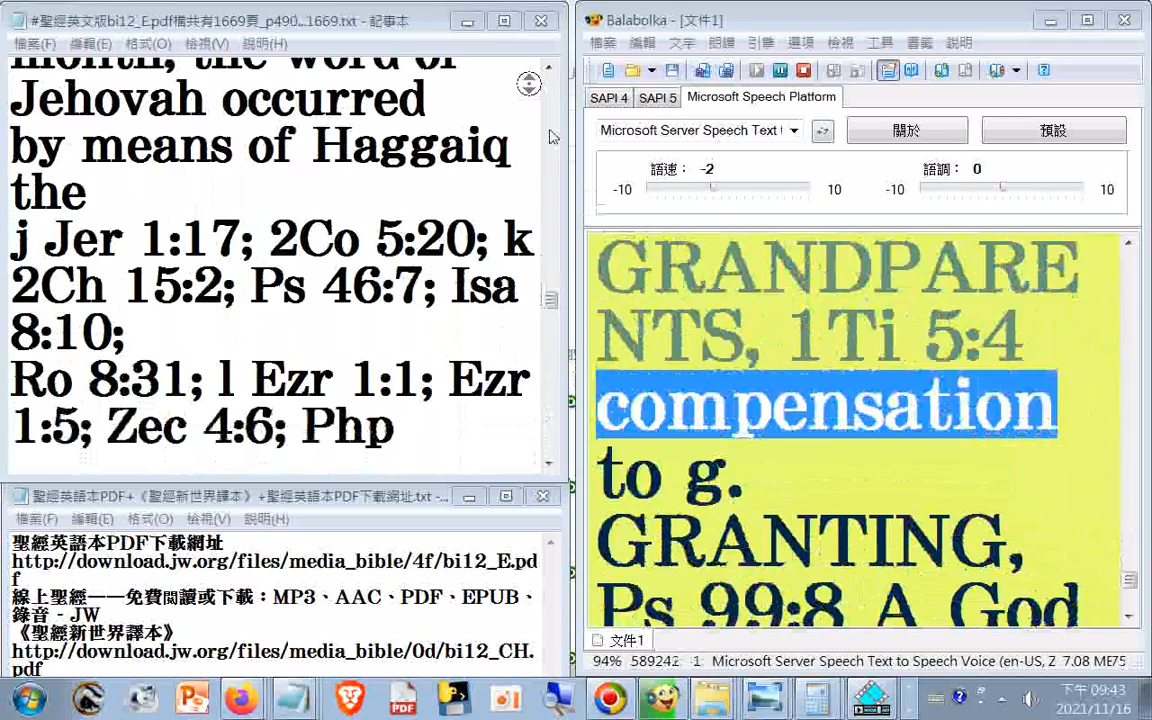 #聖經英文版bi12_E.pdf檔共有1669頁_p490...1669.txt - 記事本
檔案(F) 編輯(E) 格式(O) 檢視(V) 說明(H)
month, the word of
Jehovah occurred
by means of Haggaiq
the
j Jer 1:17; 2Co 5:20; k
2Ch 15:2; Ps 46:7; Isa
8:10;
Ro 8:31; l Ezr 1:1; Ezr
1:5; Zec 4:6; Php
聖經英語本PDF+《聖經新世界譯本》+聖經英語本PDF下載網址.txt -...
檔案(F) 編輯(E) 格式(O) 檢視(V) 說明(H)
聖經英語本PDF下載網址
http://download.jw.org/files/media_bible/4f/bi12_E.pd
f
線上聖經——免費閱讀或下載：MP3、AAC、PDF、EPUB、
錄音 - JW
《聖經新世界譯本》
http://download.jw.org/files/media_bible/0d/bi12_CH.
pdf
Balabolka - [文件1]
檔案 編輯 文字 朗讀 引擎 選項 檢視 工具 書籤 說明
SAPI 4 SAPI 5 Microsoft Speech Platform
Microsoft Server Speech Text t
關於
預設
語速： -2
語調： 0
-10 10 -10 10
GRANDPARE
NTS, 1Ti 5:4
compensation
to g.
GRANTING,
Ps 99:8 A God
文件1
94% 589242 1: Microsoft Server Speech Text to Speech Voice (en-US, Z 7.08 ME75
PDF
下午 09:43
2021/11/16